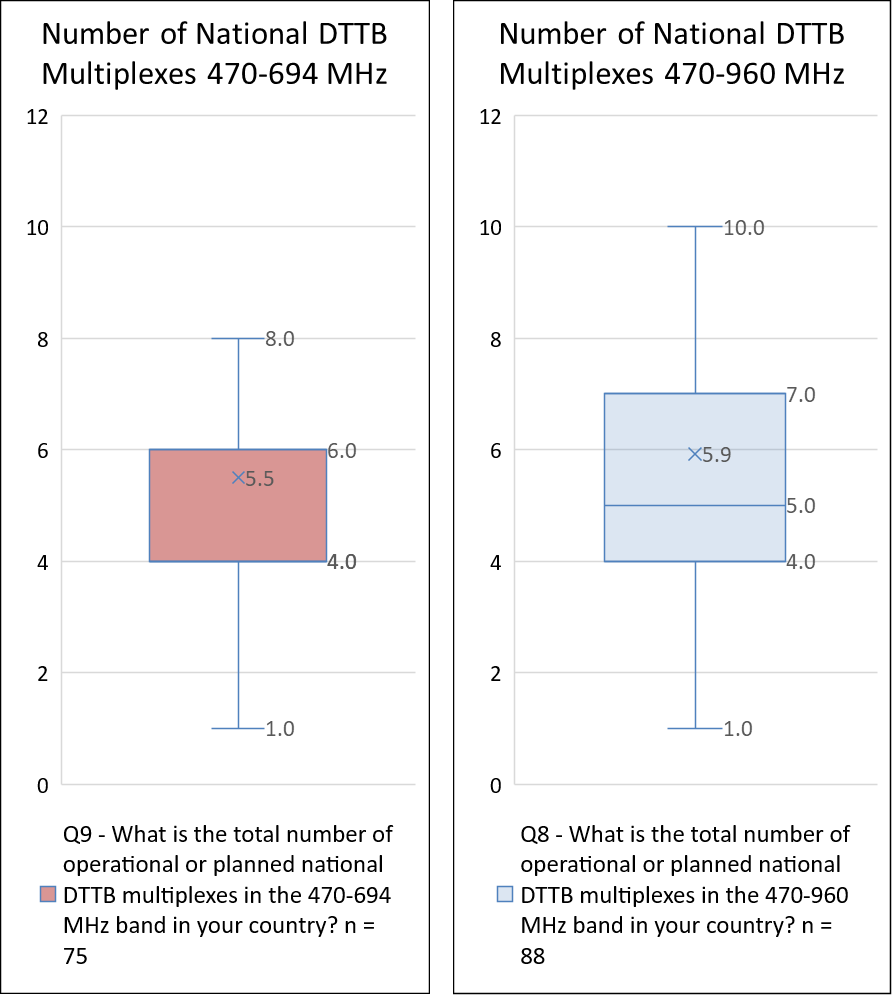 Number of National DTTB
Multiplexes 470-694 MHz
12
10
8
6
4
2
0
8.0
6.0
5.5
4.0
1.0
Q9 - What is the total number of
operational or planned national
DTTB multiplexes in the 470-694
MHz band in your country? n =
75
Number of National DTTB
Multiplexes 470-960 MHz
12
10
8
6
4
2
0
10.0
7.0
5.9
5.0
4.0
1.0
Q8 - What is the total number of
operational or planned national
DTTB multiplexes in the 470-960
MHz band in your country? n =
88